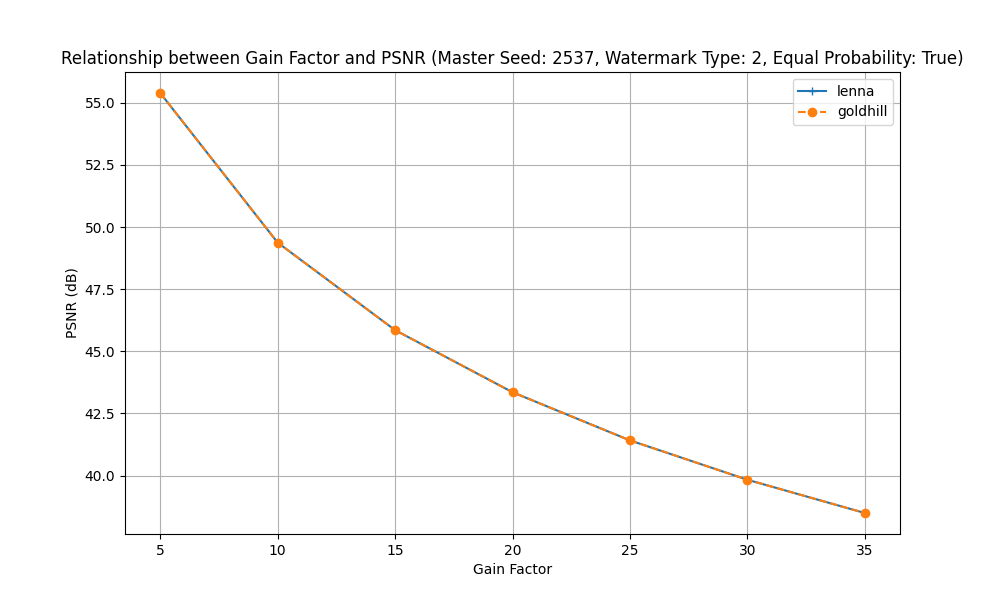 Relationship between Gain Factor and PSNR (Master Seed: 2537, Watermark Type: 2, Equal Probability: True)
lenna
goldhill
PSNR (dB)
55.0
52.5
50.0
47.5
45.0
42.5
40.0
5 10 15 20 25 30 35
Gain Factor